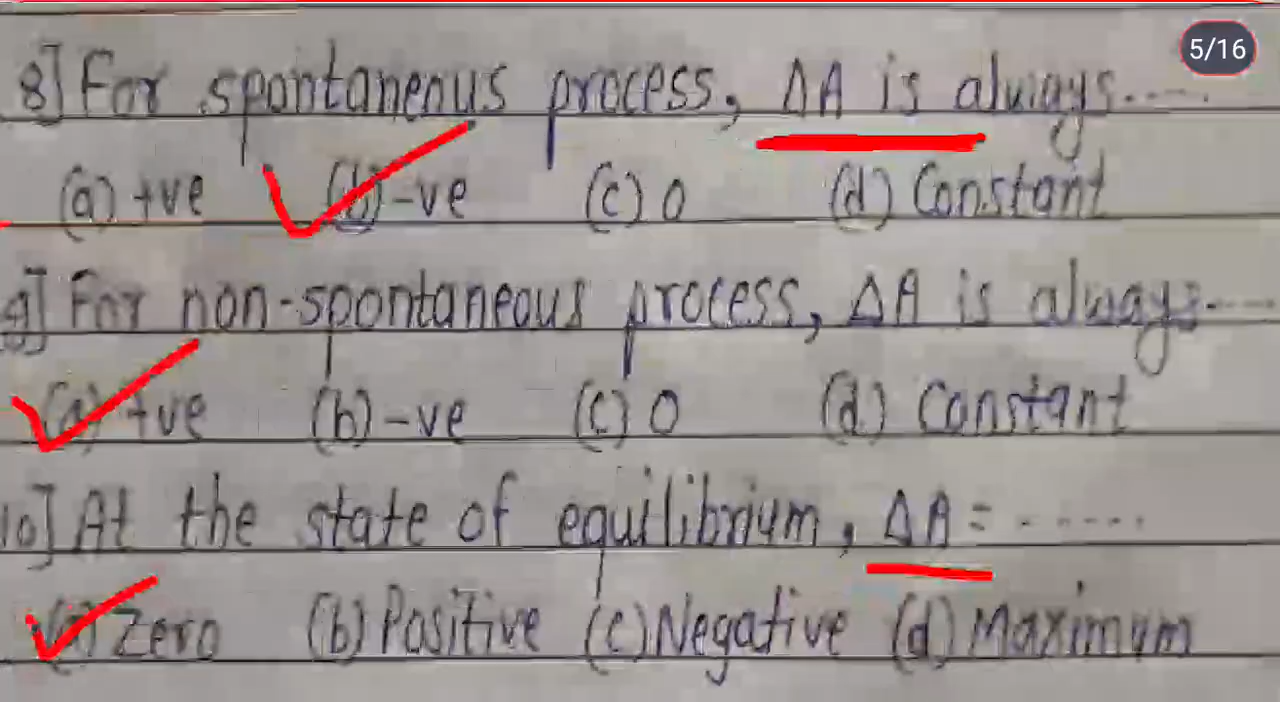 5/16
8] For spontaneous process, ΔA is always.....
(a) +ve (b) -ve (c) 0 (d) Constant
9] For non-spontaneous process, ΔA is always....
(a) +ve (b) -ve (c) 0 (d) Constant
10] At the state of equilibrium, ΔA = ......
(a) Zero (b) Positive (c) Negative (d) Maximum